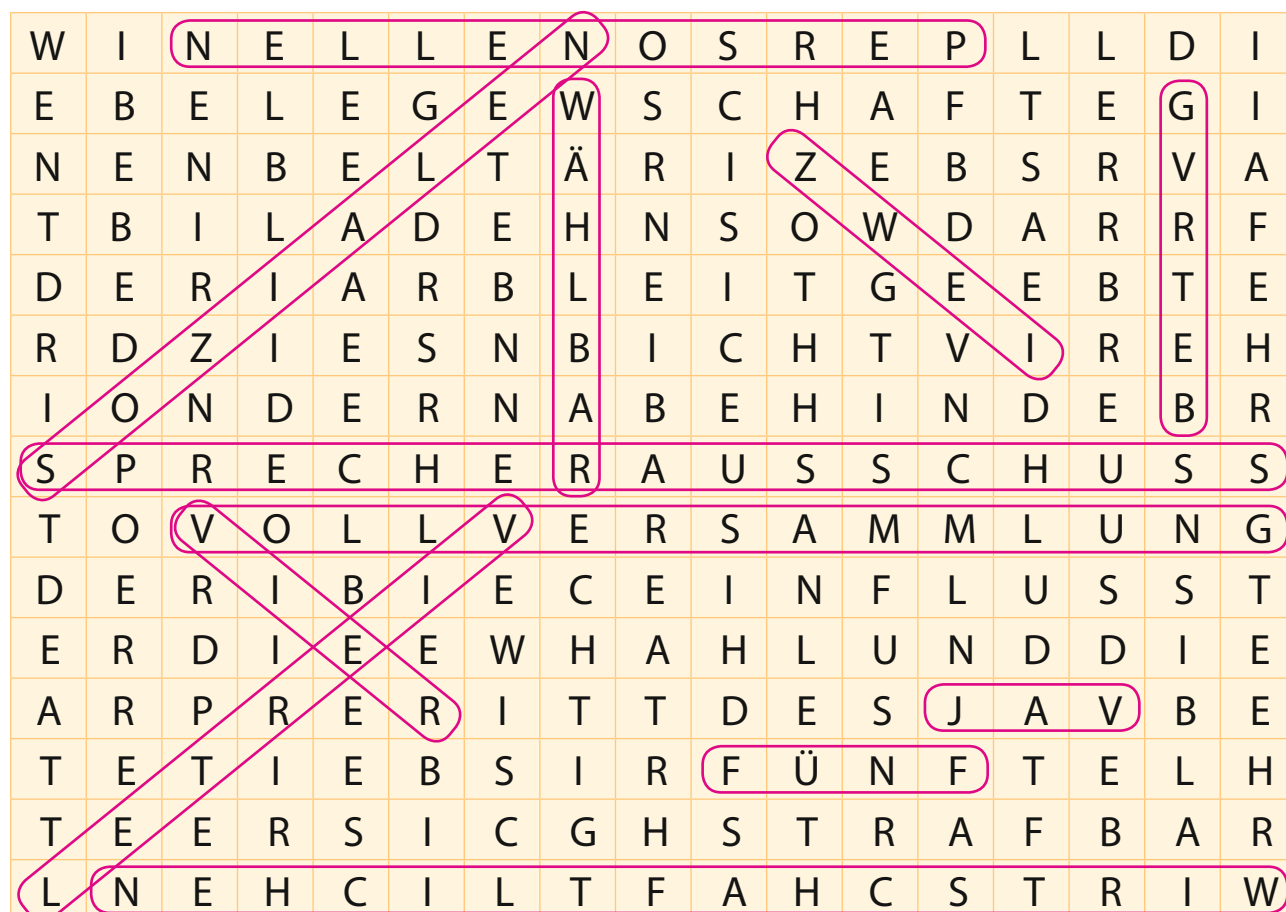 W I N E L L E N O S R E P L L D I
E B E L E G E W S C H A F T E G I
N E N B E L T Ä R I Z E B S R V A
T B I L A D E H N S O W D A R R F
D E R I A R B L E I T G E E B T E
R D Z I E S N B I C H T V I R E H
I O N D E R N A B E H I N D E B R
S P R E C H E R A U S S C H U S S
T O V O L L V E R S A M M L U N G
D E R I B I E C E I N F L U S S T
E R D I E E W H A H L U N D D I E
A R P R E R I T T D E S J A V B E
T E T I E B S I R F Ü N F T E L H
T E E R S I C G H S T R A F B A R
L N E H C I L T F A H C S T R I W